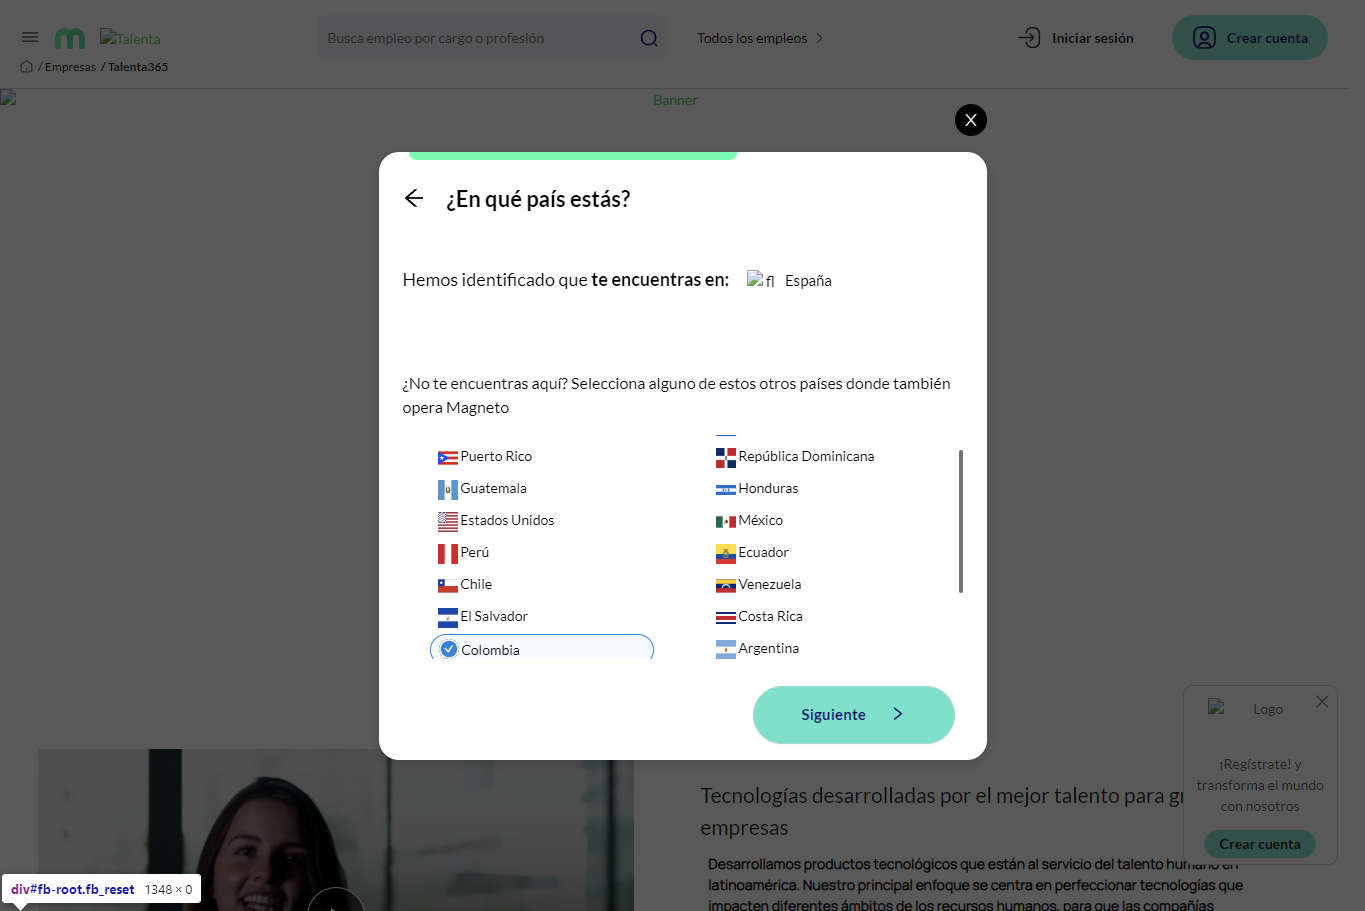 Talenta
Busca empleo por cargo o profesión
Todos los empleos
Iniciar sesión
Crear cuenta
/ Empresas / Talenta365
Banner
X
¿En qué país estás?
Hemos identificado que te encuentras en: fl España
¿No te encuentras aquí? Selecciona alguno de estos otros países donde también
opera Magneto
Puerto Rico
República Dominicana
Guatemala
Honduras
Estados Unidos
México
Perú
Ecuador
Chile
Venezuela
El Salvador
Costa Rica
Colombia
Argentina
Siguiente
Logo
¡Regístrate! y
transforma el mundo
con nosotros
Crear cuenta
Tecnologías desarrolladas por el mejor talento para gr
empresas
Desarrollamos productos tecnológicos que están al servicio del talento humano en
latinoamérica. Nuestro principal enfoque se centra en perfeccionar tecnologías que
impacten diferentes ámbitos de los recursos humanos, para que las compañías
div#fb-root.fb_reset 1348 × 0